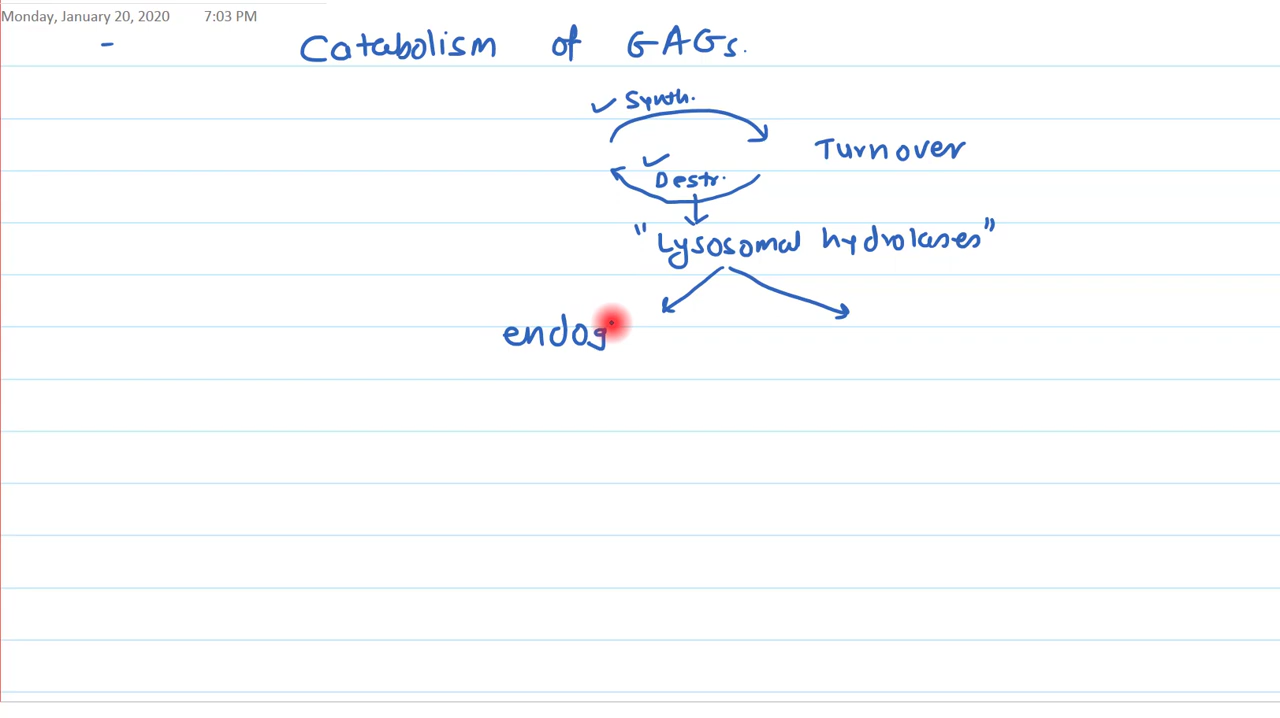 Monday, January 20, 2020 7:03 PM
- Catabolism of GAGs.
✓ Synth.
Turnover
✓ Destr.
"Lysosomal hydrolases"
endog